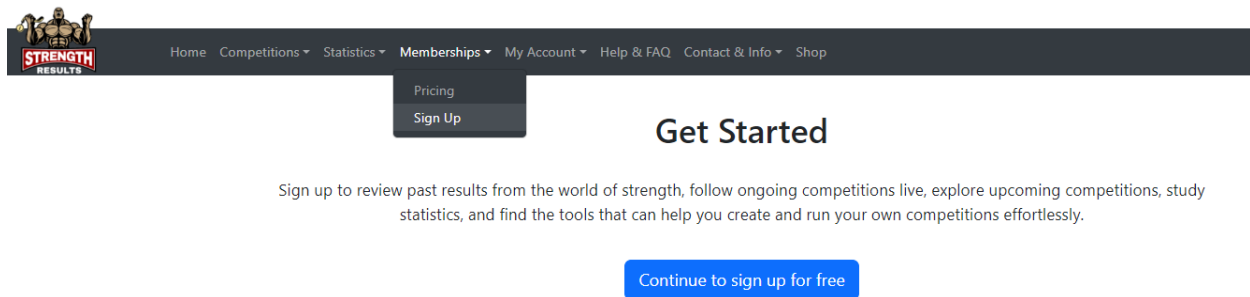 STRENGTH
RESULTS
Home Competitions Statistics Memberships My Account Help & FAQ Contact & Info Shop
Pricing
Sign Up
Get Started
Sign up to review past results from the world of strength, follow ongoing competitions live, explore upcoming competitions, study
statistics, and find the tools that can help you create and run your own competitions effortlessly.
Continue to sign up for free